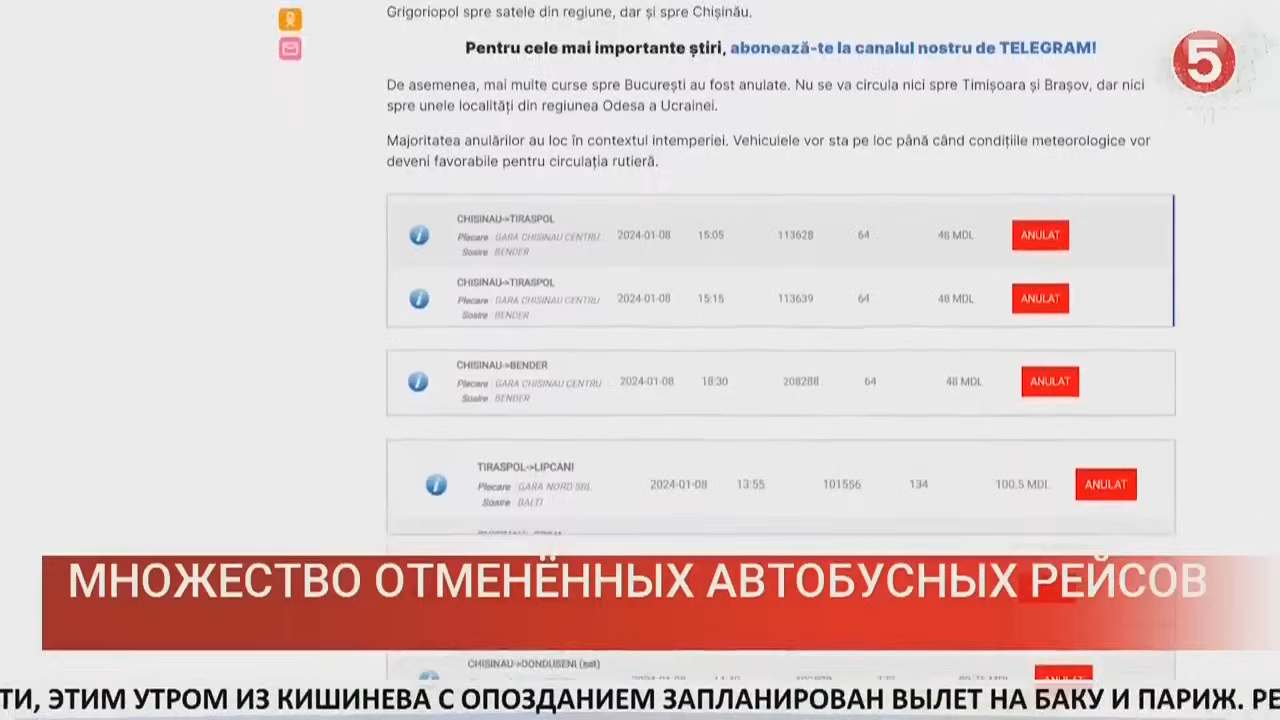 Grigoriopol spre satele din regiune, dar și spre Chișinău.
5
Pentru cele mai importante știri, abonează-te la canalul nostru de TELEGRAM!
De asemenea, mai multe curse spre București au fost anulate. Nu se va circula nici spre Timișoara și Brașov, dar nici
spre unele localități din regiunea Odesa a Ucrainei.
Majoritatea anulărilor au loc în contextul intemperiei. Vehiculele vor sta pe loc până când condițiile meteorologice vor
deveni favorabile pentru circulația rutieră.
CHISINAU->TIRASPOL
Plecare GARA CHISINAU CENTRU 2024-01-08 15:05 113628 64 48 MDL ANULAT
Sosire BENDER
CHISINAU->TIRASPOL
Plecare GARA CHISINAU CENTRU 2024-01-08 15:15 113639 64 48 MDL ANULAT
Sosire BENDER
CHISINAU->BENDER
Plecare GARA CHISINAU CENTRU 2024-01-08 18:30 208288 64 48 MDL ANULAT
Sosire BENDER
TIRASPOL->LIPCANI
Plecare GARA NORD SRL 2024-01-08 13:55 101556 134 100.5 MDL ANULAT
Sosire BALTI
МНОЖЕСТВО ОТМЕНЁННЫХ АВТОБУСНЫХ РЕЙСОВ
CHISINAU->DONDUSENI (sat)
ТИ, ЭТИМ УТРОМ ИЗ КИШИНЕВА С ОПОЗДАНИЕМ ЗАПЛАНИРОВАН ВЫЛЕТ НА БАКУ И ПАРИЖ. РЕ